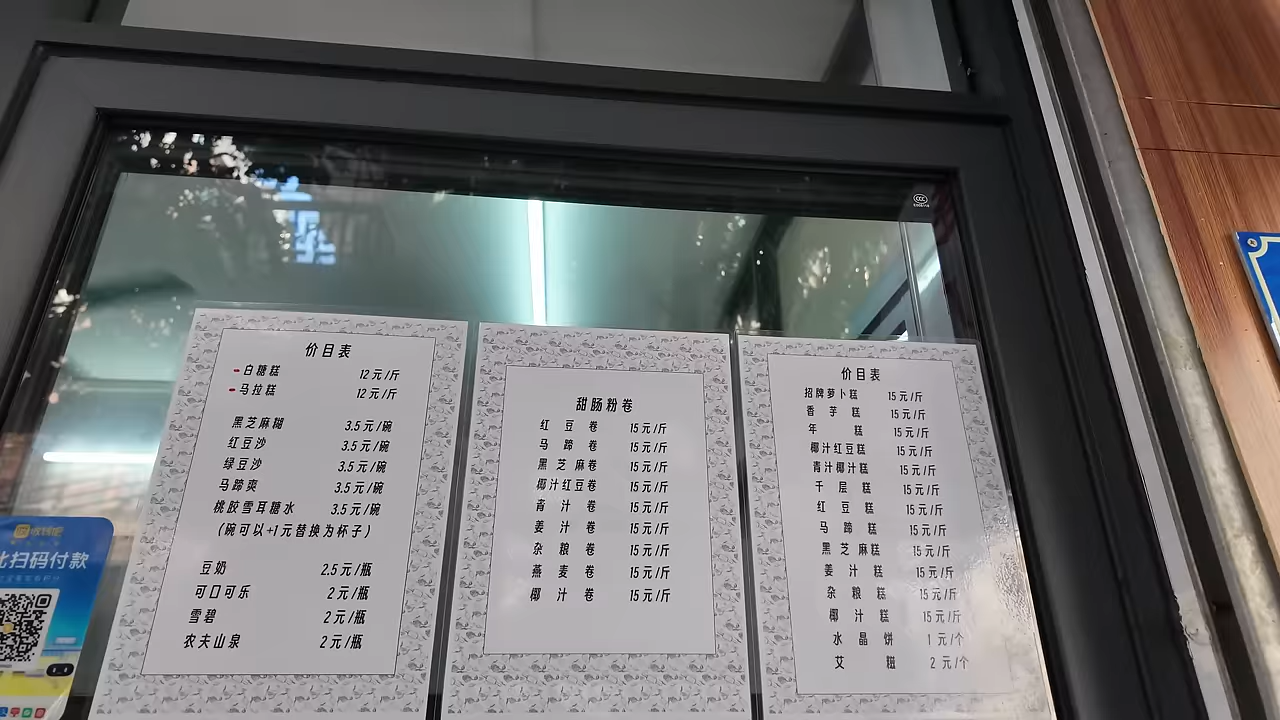 价目表
白糖糕 12元/斤
马拉糕 12元/斤
黑芝麻糊 3.5元/碗
红豆沙 3.5元/碗
绿豆沙 3.5元/碗
马蹄爽 3.5元/碗
桃胶雪耳糖水 3.5元/碗
(碗可以+1元替换为杯子)
豆奶 2.5元/瓶
可口可乐 2元/瓶
雪碧 2元/瓶
农夫山泉 2元/瓶
甜肠粉卷
红豆卷 15元/斤
马蹄卷 15元/斤
黑芝麻卷 15元/斤
椰汁红豆卷 15元/斤
青汁卷 15元/斤
姜汁卷 15元/斤
杂粮卷 15元/斤
燕麦卷 15元/斤
椰汁卷 15元/斤
价目表
招牌萝卜糕 15元/斤
香芋糕 15元/斤
年糕 15元/斤
椰汁红豆糕 15元/斤
青汁椰汁糕 15元/斤
千层糕 15元/斤
红豆糕 15元/斤
马蹄糕 15元/斤
黑芝麻糕 15元/斤
姜汁糕 15元/斤
杂粮糕 15元/斤
椰汁糕 15元/斤
水晶饼 1元/个
艾糍 2元/个
收钱吧
扫码付款